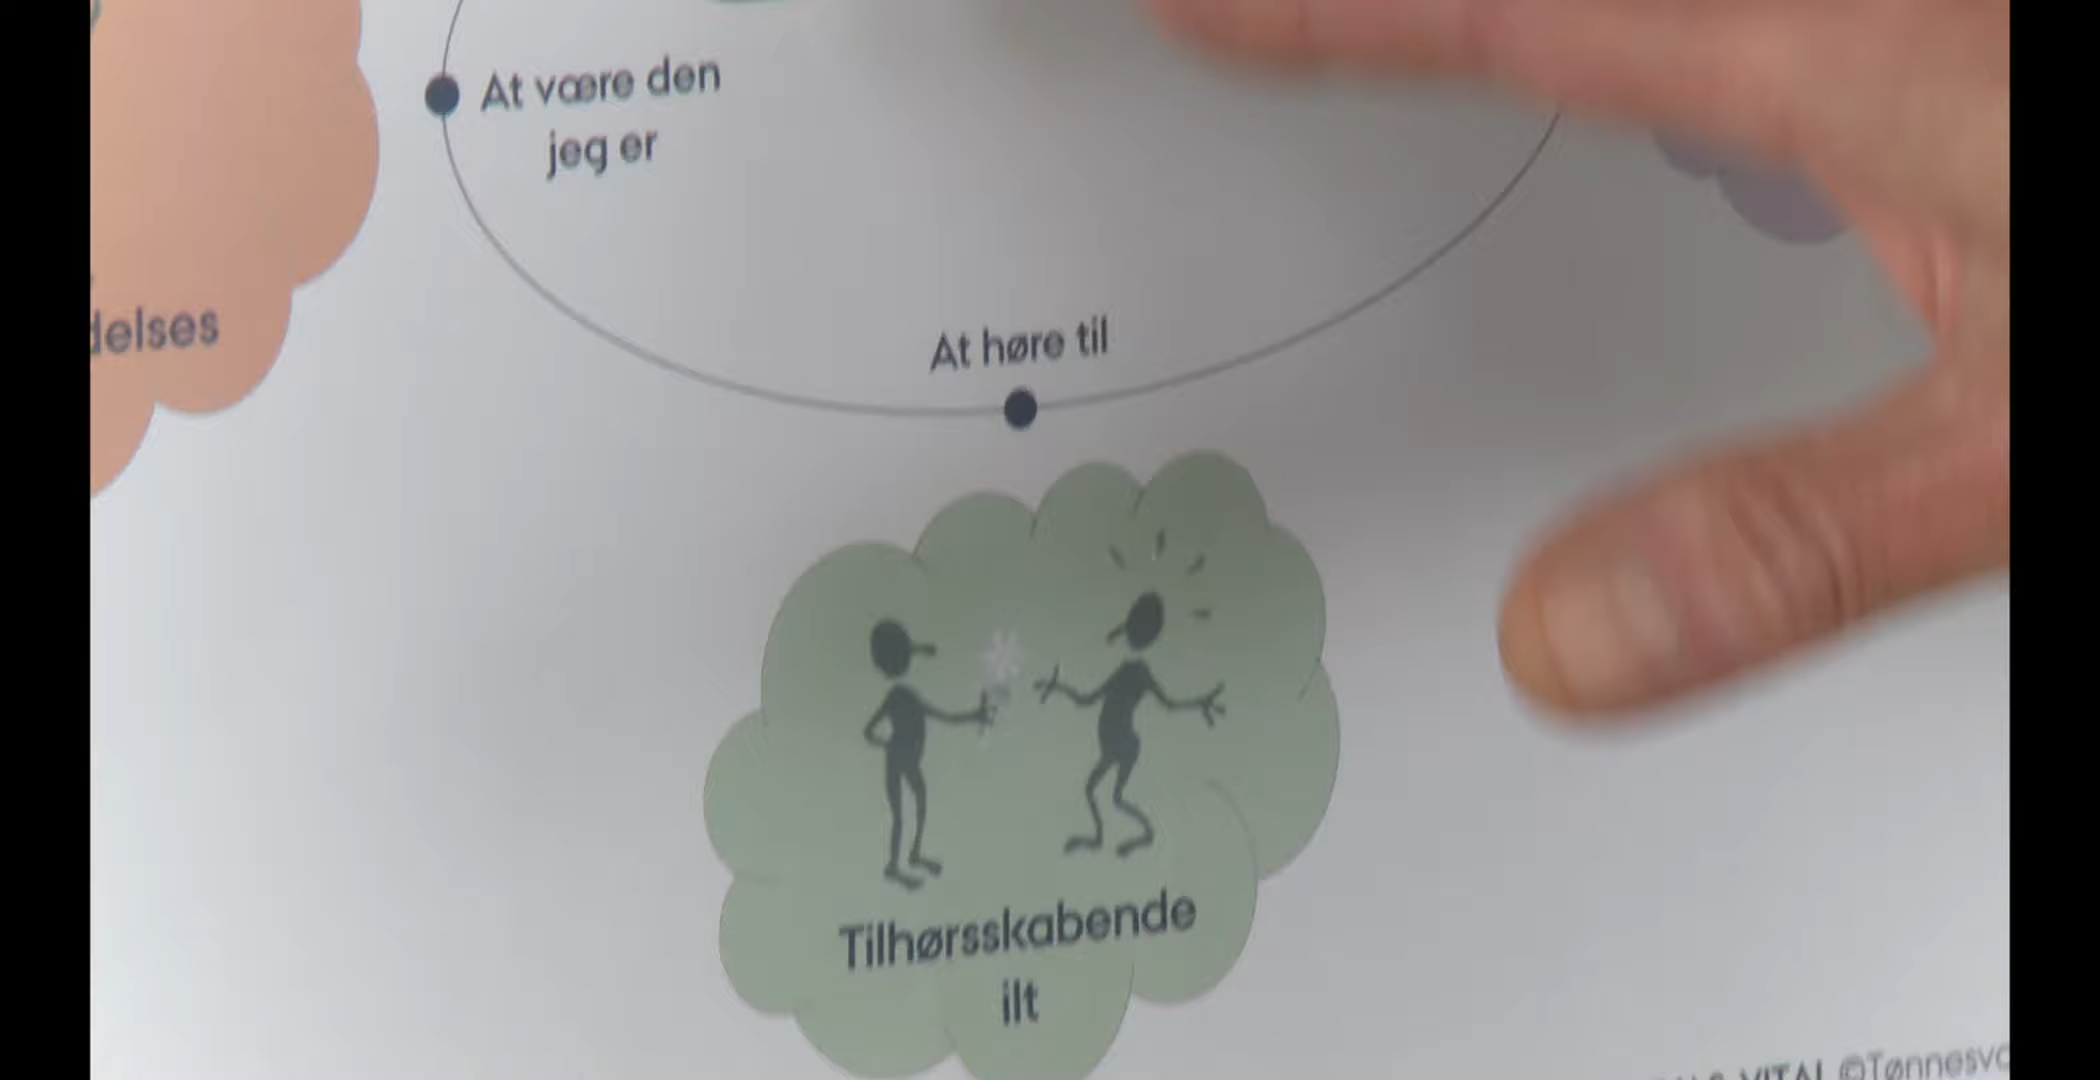 At være den
jeg er
delses
At høre til
Tilhørsskabende
ilt
VITAL ©Tønnesv